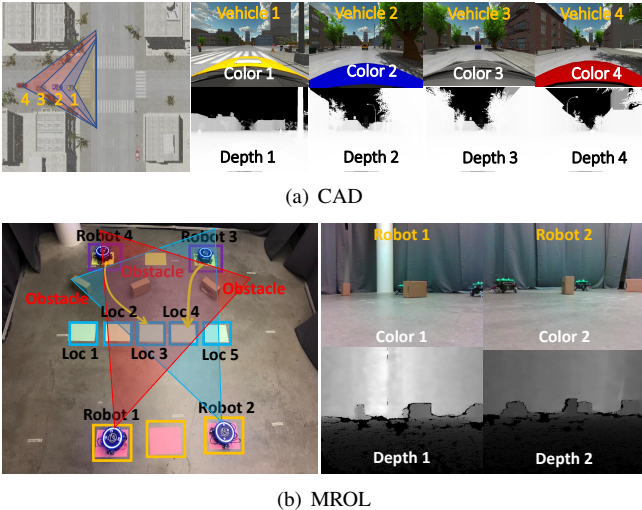 4 3 2 1
Vehicle 1 Vehicle 2 Vehicle 3 Vehicle 4
Color 1 Color 2 Color 3 Color 4
Depth 1 Depth 2 Depth 3 Depth 4
(a) CAD
Robot 4 Robot 3
Obstacle
Obstacle Obstacle
Loc 2 Loc 4
Loc 1 Loc 3 Loc 5
Robot 1 Robot 2
Robot 1 Robot 2
Color 1 Color 2
Depth 1 Depth 2
(b) MROL